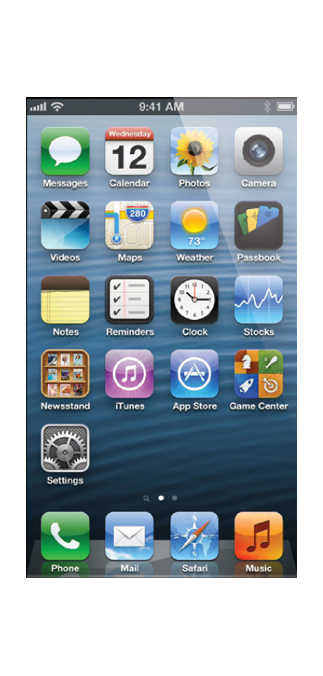 9:41 AM
Wednesday
12
280
73°
Messages Calendar Photos Camera
Videos Maps Weather Passbook
Notes Reminders Clock Stocks
Newsstand iTunes App Store Game Center
Settings
Phone Mail Safari Music